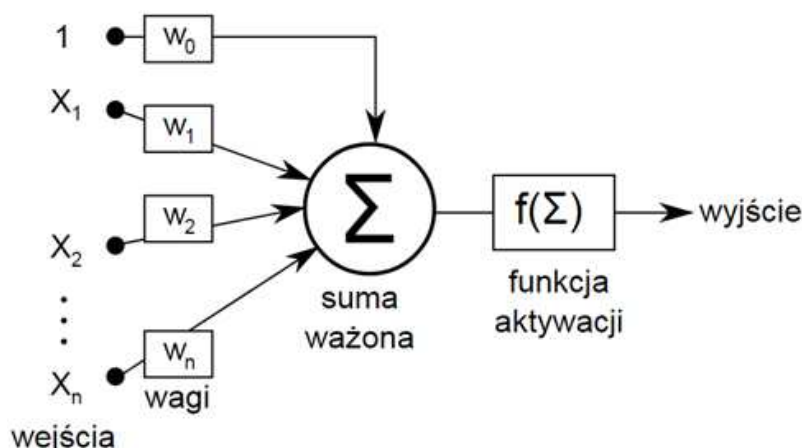 1
w₀
X₁
w₁
X₂
w₂
Xₙ
wₙ
wejścia
wagi
Σ
suma
ważona
f(Σ)
funkcja
aktywacji
wyjście